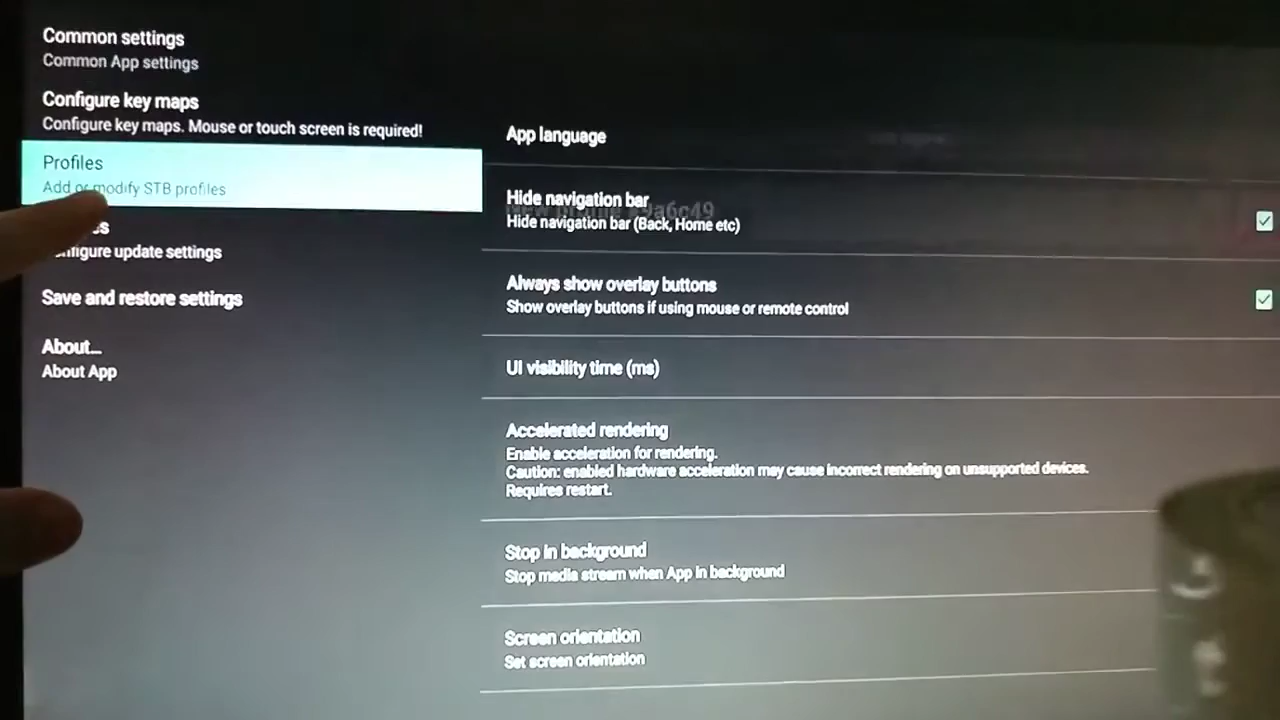 Common settings
Common App settings
Configure key maps
Configure key maps. Mouse or touch screen is required!
Profiles
Add or modify STB profiles
Configure update settings
Save and restore settings
About...
About App
App language
Hide navigation bar
Hide navigation bar (Back, Home etc)
Always show overlay buttons
Show overlay buttons if using mouse or remote control
UI visibility time (ms)
Accelerated rendering
Enable acceleration for rendering.
Caution: enabled hardware acceleration may cause incorrect rendering on unsupported devices.
Requires restart.
Stop in background
Stop media stream when App in background
Screen orientation
Set screen orientation